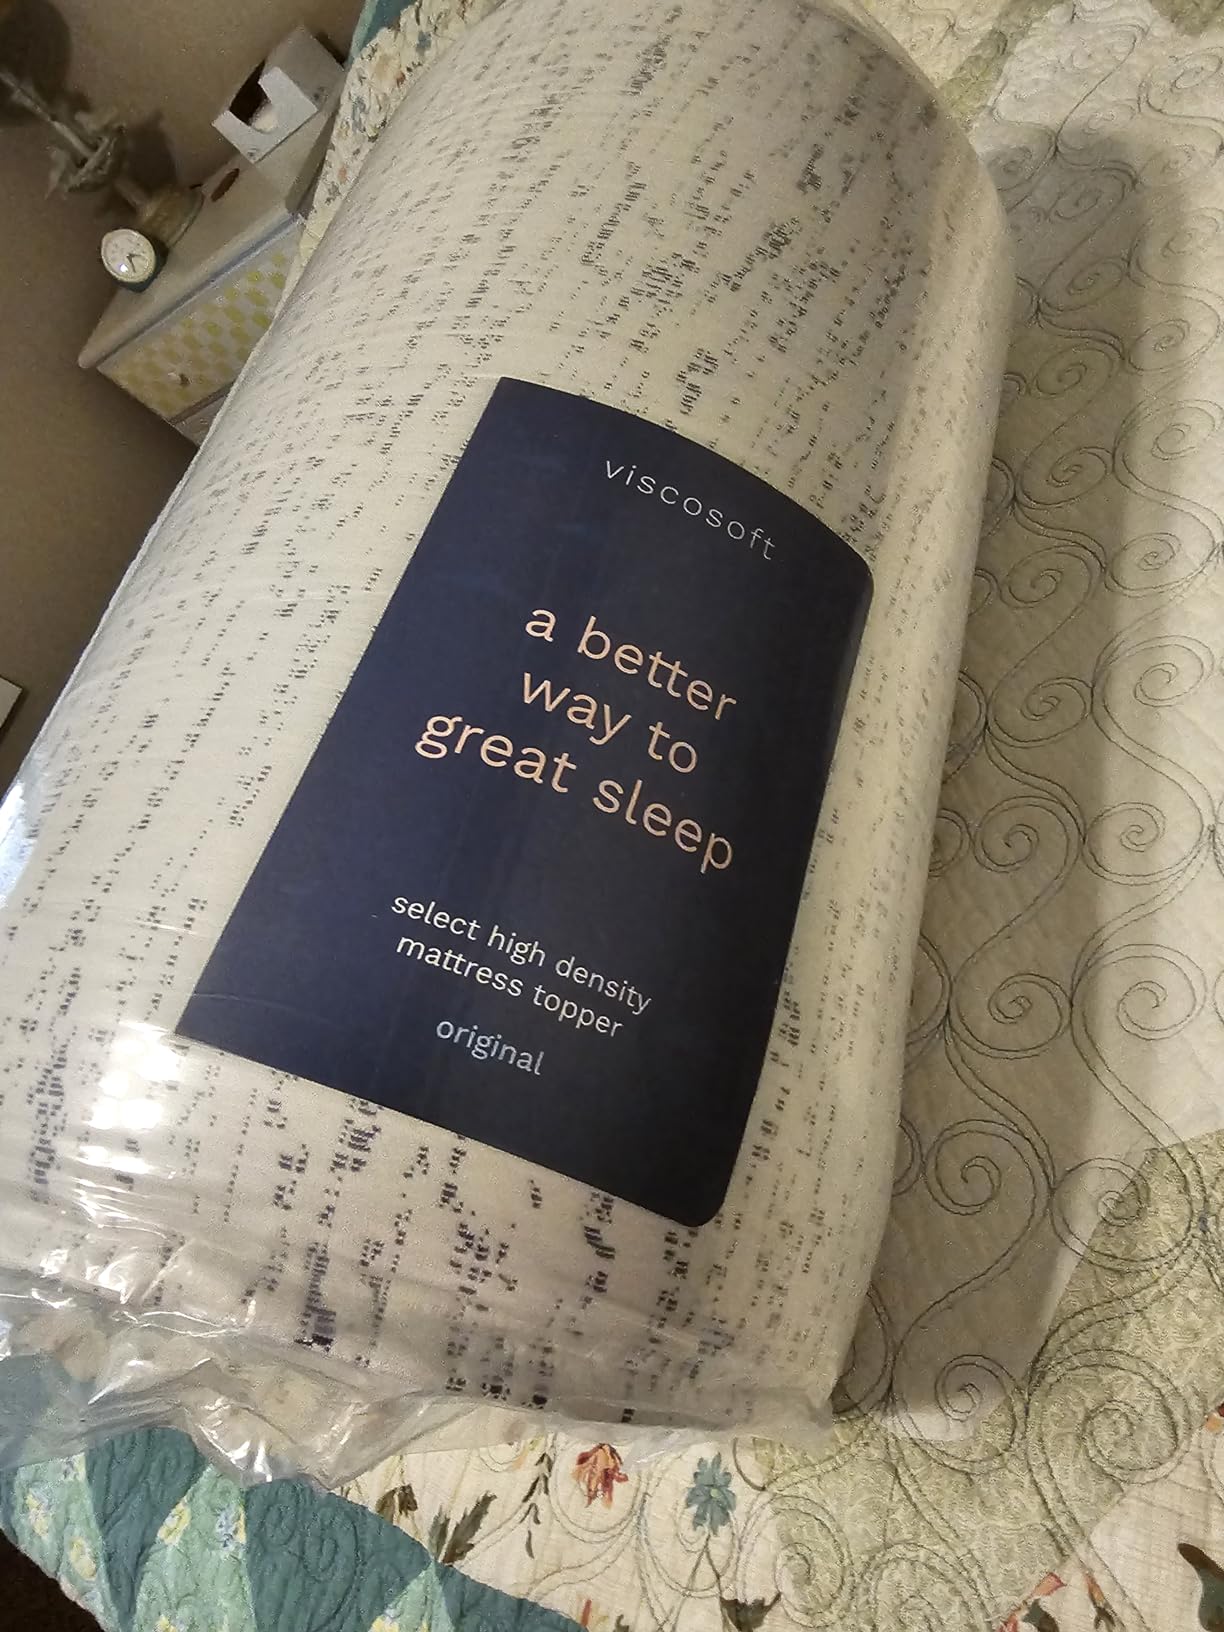 viscosoft
a better
way to
great sleep
select high density
mattress topper
original